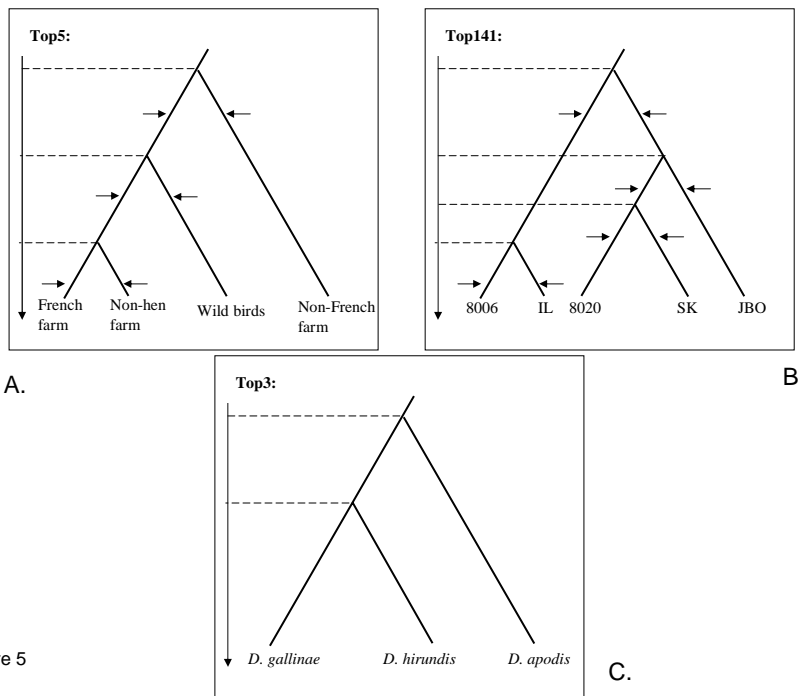 Top5:
French farm
Non-hen farm
Wild birds
Non-French farm
A.
Top141:
8006
IL
8020
SK
JBO
B
Top3:
D. gallinae
D. hirundis
D. apodis
C.
e 5